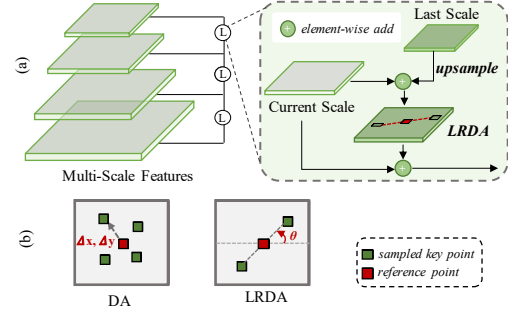 (a)
L
L
L
Multi-Scale Features
+ element-wise add
Last Scale
upsample
+
Current Scale
LRDA
+
(b)
Δx, Δy
DA
θ
LRDA
sampled key point
reference point